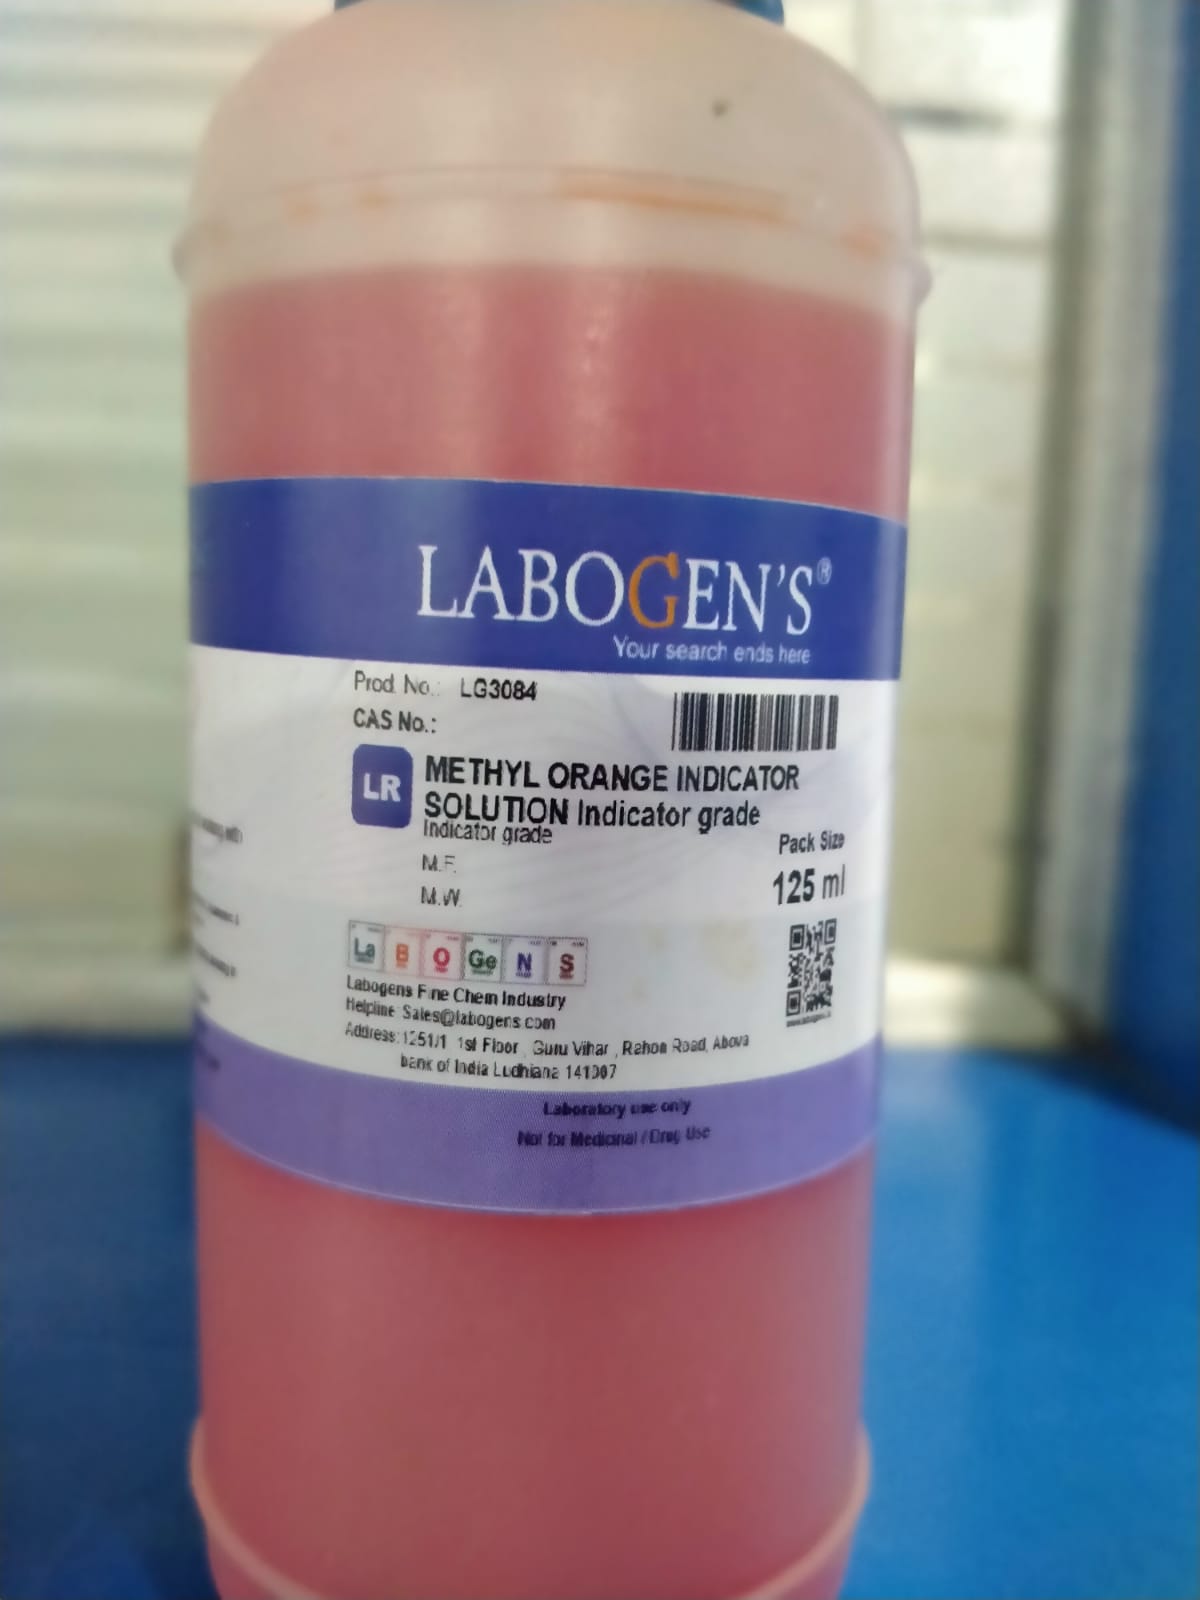 LABOGEN'S®
Your search ends here
Prod. No.: LG3084
CAS No.:
LR
METHYL ORANGE INDICATOR
SOLUTION Indicator grade
Indicator grade
Pack Size
M.F.
125 ml
M.W.
La B O Ge N S
Labogens Fine Chem Industry
Helpline: Sales@labogens.com
Address:1251/1 1st Floor , Guru Vihar , Rahon Road, Above
bank of India Ludhiana 141007
Laboratory use only
Not for Medicinal / Drug Use